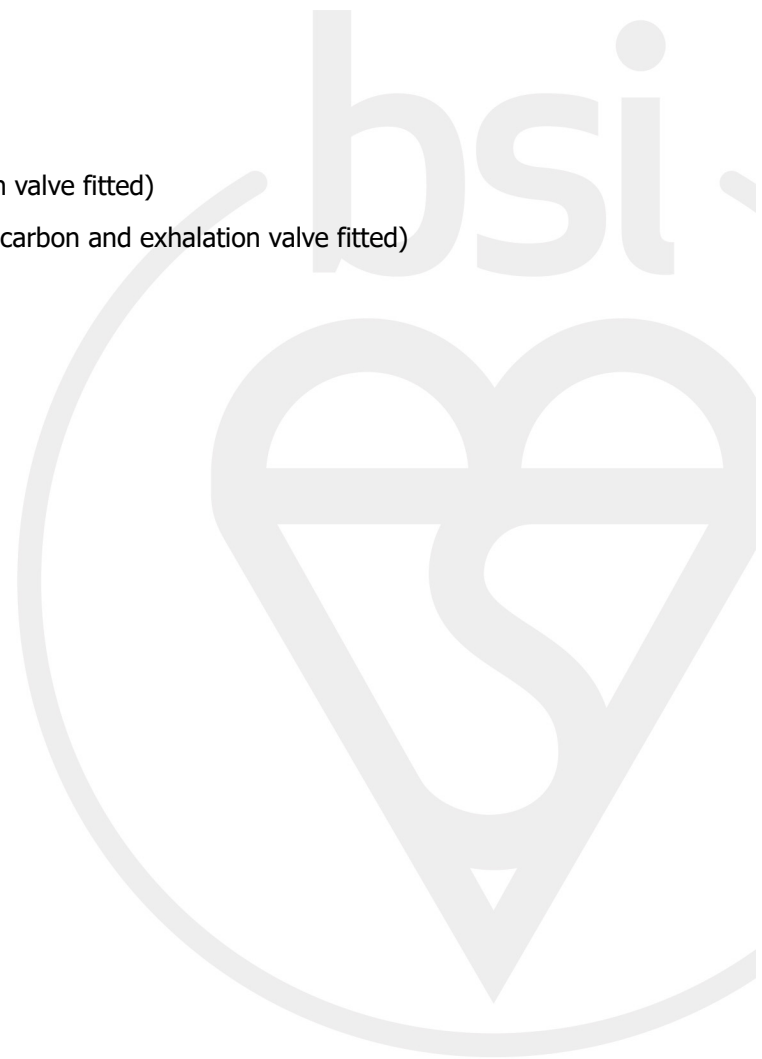 bsi
n valve fitted)
carbon and exhalation valve fitted)